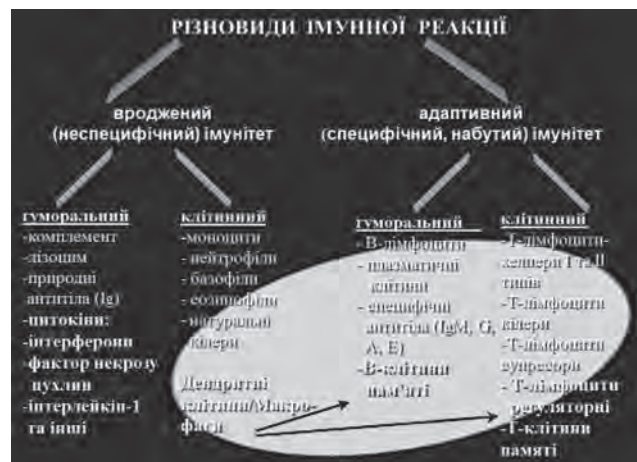 РІЗНОВИДИ ІМУННОЇ РЕАКЦІЇ
вроджений
(неспецифічний) імунітет
адаптивний
(специфічний, набутий) імунітет
гуморальний
-комплемент
-лізоцим
-природні
антитіла (Ig)
-цитокіни:
-інтерферони
-фактор некрозу
пухлин
-інтерлейкін-1
та інші
клітинний
-моноцити
-нейтрофіли
-базофіли
-еозинофіли
-натуральні
кілери
Дендритні
клітини/Макро-
фаги
гуморальний
- В-лімфоцити
- плазматичні
клітини
- специфічні
антитіла (IgM, G,
A, E)
-В-клітини
пам'яті
клітинний
-Т-лімфоцити-
хелпери І та ІІ
типів
-Т-лімфоцити
кілери
-Т-лімфоцити
супресори
- Т-лімфоцити
регуляторні
-Т-клітини
памяті